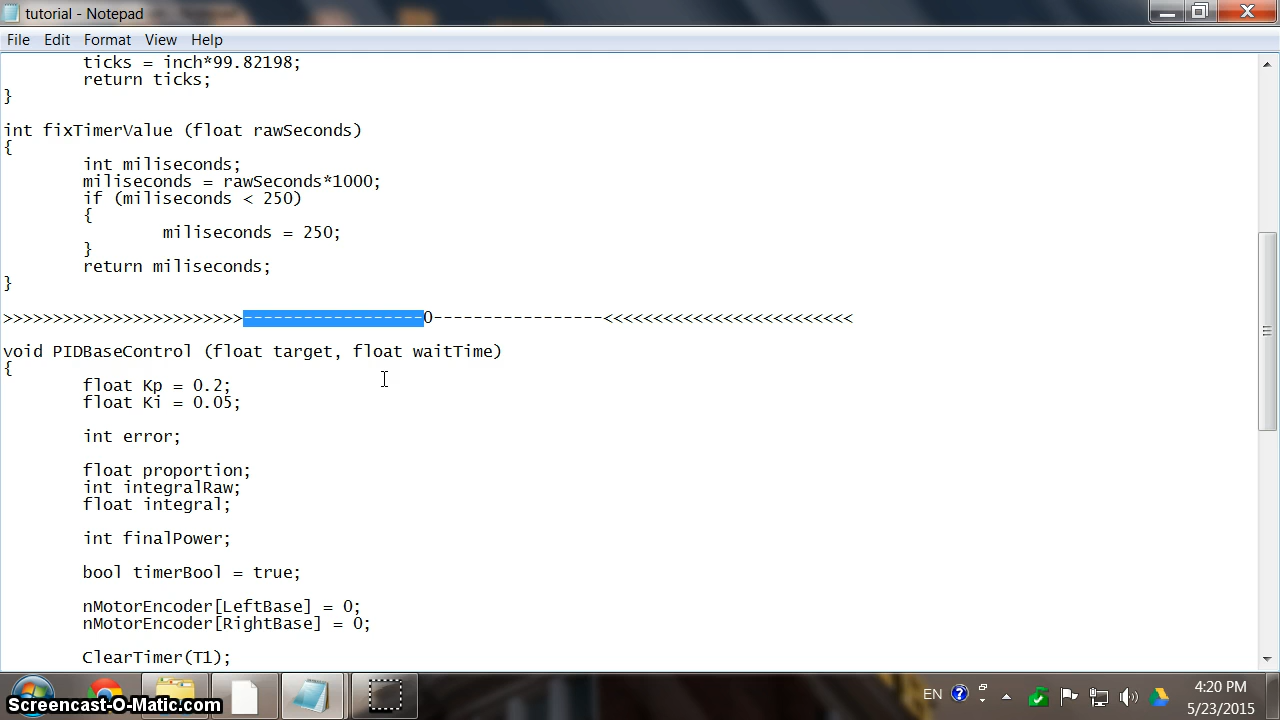 tutorial - Notepad
File Edit Format View Help
ticks = inch*99.82198;
return ticks;
}
int fixTimerValue (float rawSeconds)
{
int miliseconds;
miliseconds = rawSeconds*1000;
if (miliseconds < 250)
{
miliseconds = 250;
}
return miliseconds;
}
>>>>>>>>>>>>>>>>>>>>>>>>------------------O-----------------<<<<<<<<<<<<<<<<<<<<<<<<<
void PIDBaseControl (float target, float waitTime)
{
float Kp = 0.2;
float Ki = 0.05;
int error;
float proportion;
int integralRaw;
float integral;
int finalPower;
bool timerBool = true;
nMotorEncoder[LeftBase] = 0;
nMotorEncoder[RightBase] = 0;
ClearTimer(T1);
EN
4:20 PM
5/23/2015
Screencast-O-Matic.com